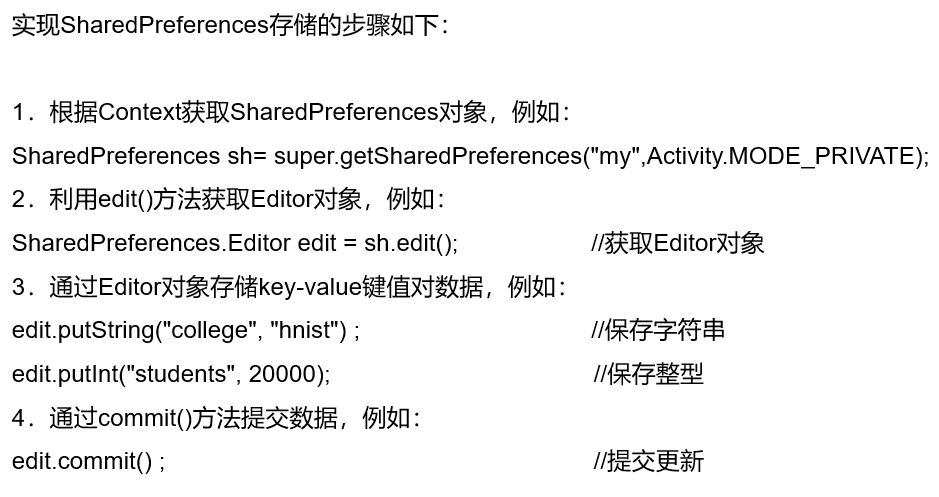 实现SharedPreferences存储的步骤如下：
1．根据Context获取SharedPreferences对象，例如：
SharedPreferences sh= super.getSharedPreferences("my",Activity.MODE_PRIVATE);
2．利用edit()方法获取Editor对象，例如：
SharedPreferences.Editor edit = sh.edit(); //获取Editor对象
3．通过Editor对象存储key-value键值对数据，例如：
edit.putString("college", "hnist") ; //保存字符串
edit.putInt("students", 20000); //保存整型
4．通过commit()方法提交数据，例如：
edit.commit() ; //提交更新